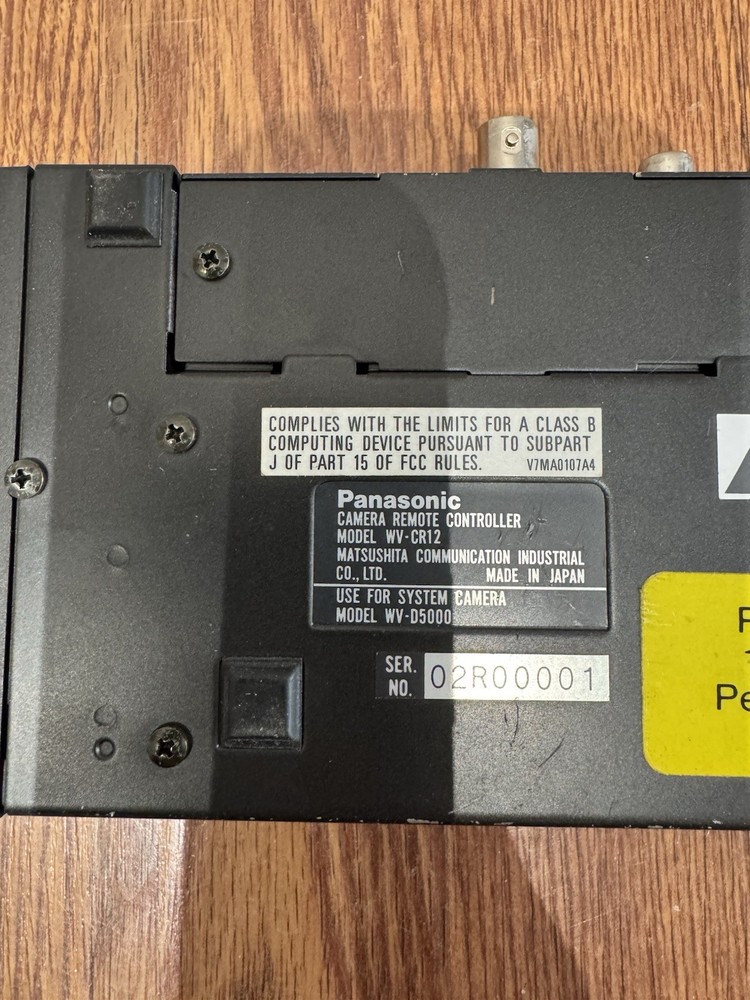 COMPLIES WITH THE LIMITS FOR A CLASS B
COMPUTING DEVICE PURSUANT TO SUBPART
J OF PART 15 OF FCC RULES. V7MA0107A4
Panasonic
CAMERA REMOTE CONTROLLER
MODEL WV-CR12
MATSUSHITA COMMUNICATION INDUSTRIAL
CO., LTD. MADE IN JAPAN
USE FOR SYSTEM CAMERA
MODEL WV-D5000
SER. NO. 02R00001
Pe